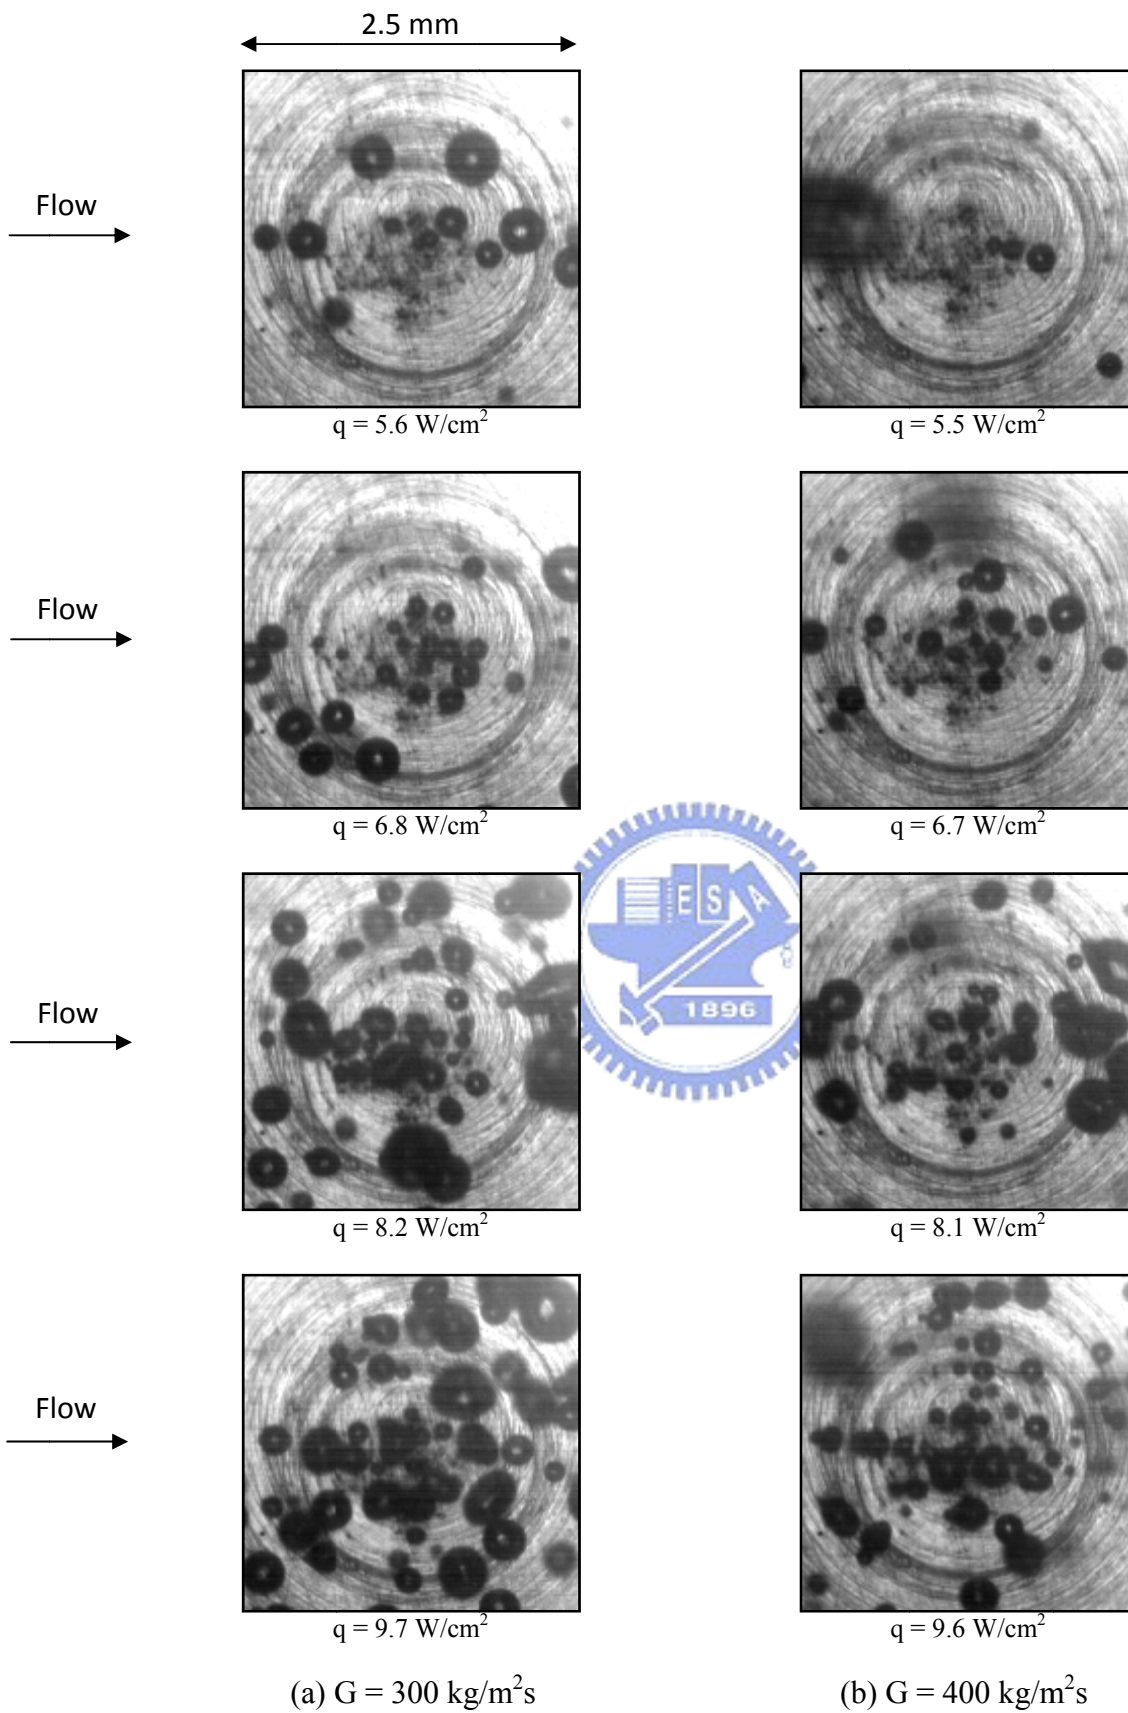 2.5 mm
Flow
q = 5.6 W/cm²
q = 5.5 W/cm²
Flow
q = 6.8 W/cm²
q = 6.7 W/cm²
E S A
1896
Flow
q = 8.2 W/cm²
q = 8.1 W/cm²
Flow
q = 9.7 W/cm²
q = 9.6 W/cm²
(a) G = 300 kg/m²s
(b) G = 400 kg/m²s